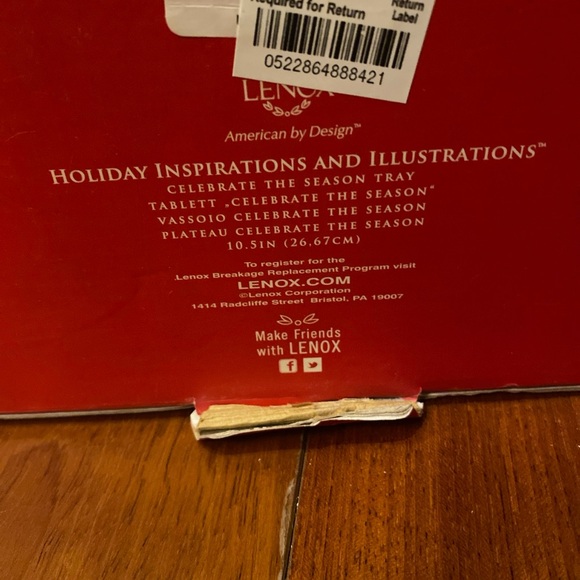 Required for Return
Return
Label
0522864888421
LENOX
American by Design™
HOLIDAY INSPIRATIONS AND ILLUSTRATIONS™
CELEBRATE THE SEASON TRAY
TABLETT „CELEBRATE THE SEASON“
VASSOIO CELEBRATE THE SEASON
PLATEAU CELEBRATE THE SEASON
10.5IN (26,67CM)
To register for the
Lenox Breakage Replacement Program visit
LENOX.COM
©Lenox Corporation
1414 Radcliffe Street Bristol, PA 19007
Make Friends
with LENOX